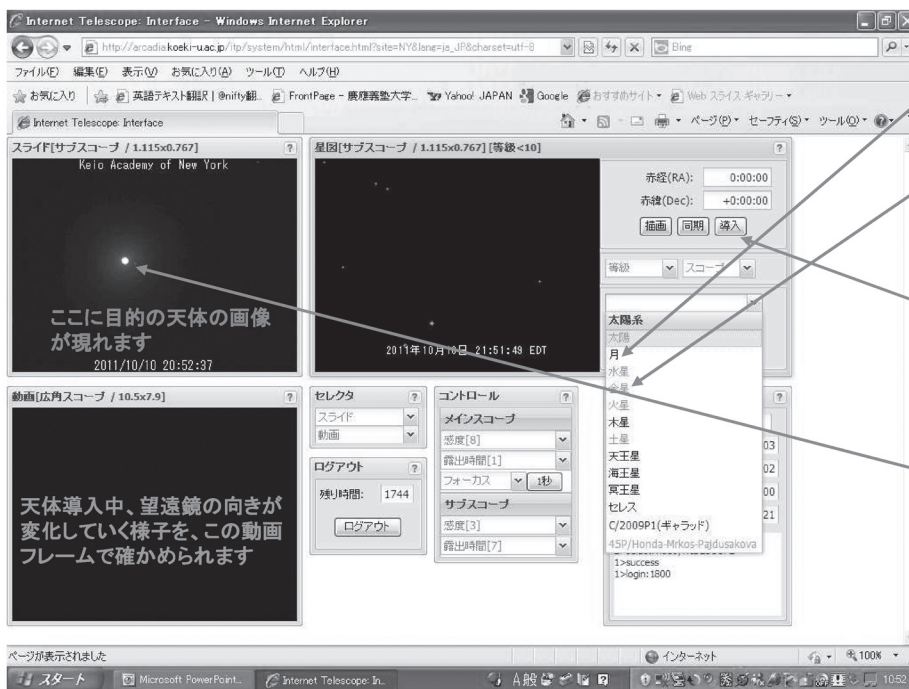 Internet Telescope: Interface - Windows Internet Explorer
http://arcadia.koeki-u.ac.jp/itp/system/html/interface.html?site=NY&lang=ja_JP&charset=utf-8
Bing
ファイル(F) 編集(E) 表示(V) お気に入り(A) ツール(T) ヘルプ(H)
お気に入り 英語テキスト翻訳 | @nifty翻... FrontPage - 慶應義塾大学... Yahoo! JAPAN Google おすすめサイト Web スライス ギャラリー
Internet Telescope: Interface
ページ(P) セーフティ(S) ツール(O)
スライド[サブスコープ / 1.115x0.767] ?
Keio Academy of New York
ここに目的の天体の画像
が現れます
2011/10/10 20:52:37
星図[サブスコープ / 1.115x0.767] [等級<10] ?
2011年10月10日 21:51:49 EDT
赤経(RA): 0:00:00
赤緯(Dec): +0:00:00
描画 同期 導入
等級 スコープ
太陽系
太陽
月
水星
金星
火星
木星
土星
天王星
海王星
冥王星
セレス
C/2009P1(ギャラッド)
45P/Honda-Mrkos-Pajdusakova
?
03
02
00
21
1>success
1>login:1800
動画[広角スコープ / 10.5x7.9] ?
天体導入中、望遠鏡の向きが
変化していく様子を、この動画
フレームで確かめられます
セレクタ ?
スライド
動画
ログアウト ?
残り時間: 1744
ログアウト
コントロール ?
メインスコープ
感度[8]
露出時間[1]
フォーカス 1秒
サブスコープ
感度[3]
露出時間[7]
ページが表示されました
インターネット
100%
スタート Microsoft PowerPoint... Internet Telescope: In...
A 般
10:52